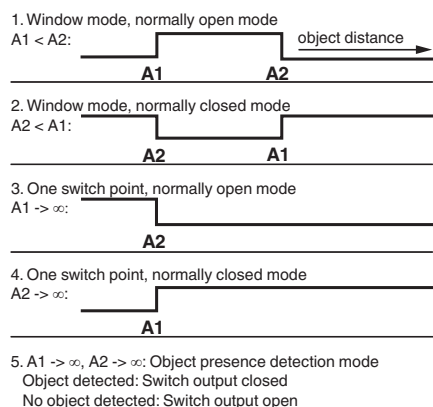 1. Window mode, normally open mode
A1 < A2:
object distance
A1 A2
2. Window mode, normally closed mode
A2 < A1:
A2 A1
3. One switch point, normally open mode
A1 -> ∞:
A2
4. One switch point, normally closed mode
A2 -> ∞:
A1
5. A1 -> ∞, A2 -> ∞: Object presence detection mode
Object detected: Switch output closed
No object detected: Switch output open